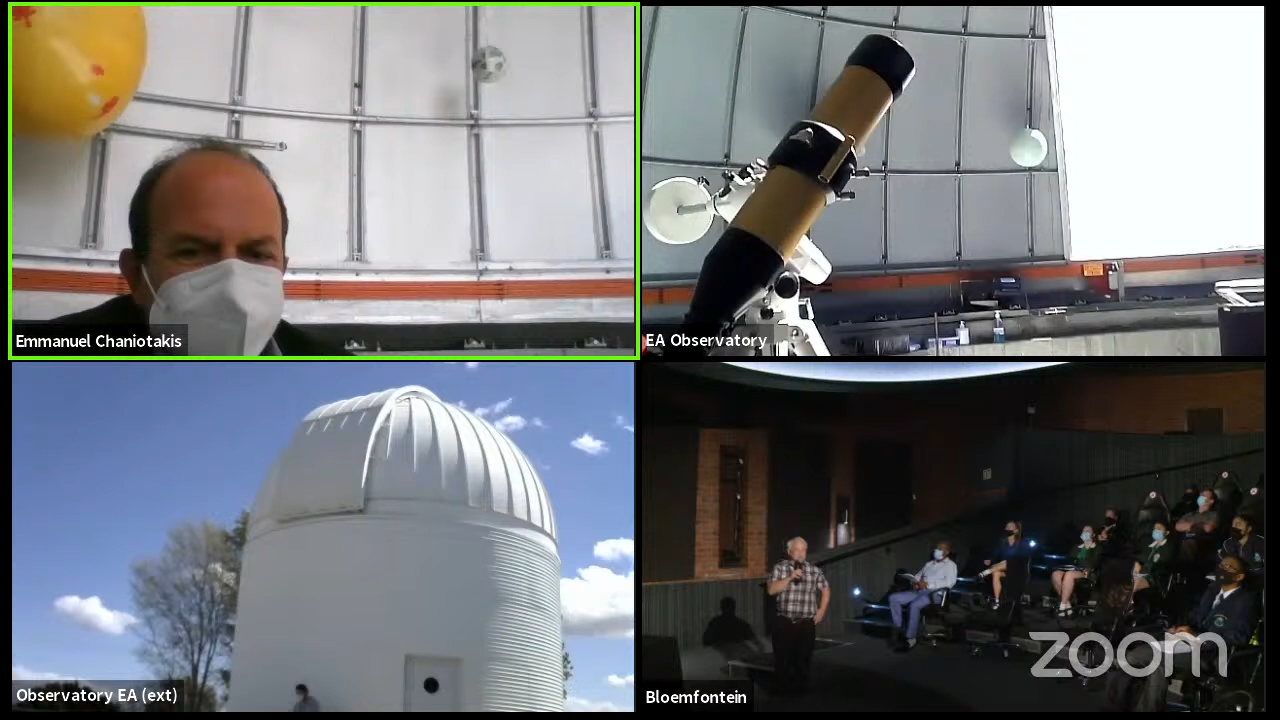 Emmanuel Chaniotakis
EA Observatory
Observatory EA (ext)
Bloemfontein
zoom